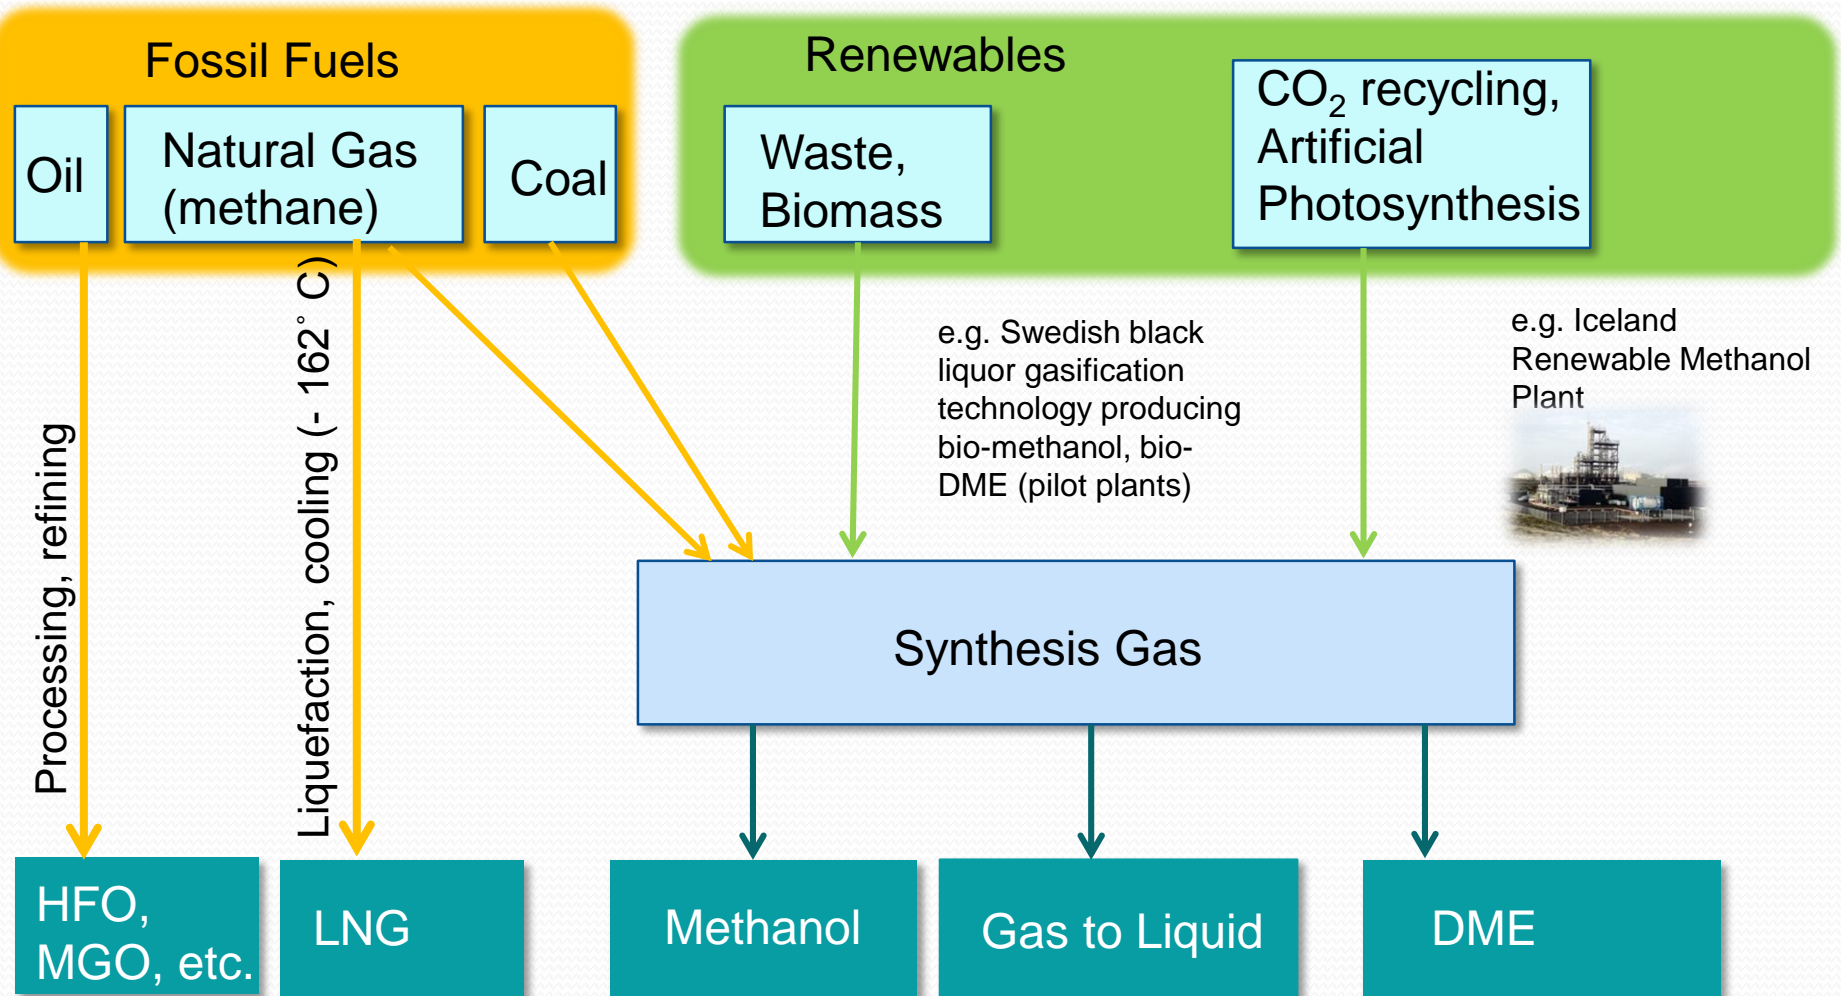 Fossil Fuels
Renewables
Oil
Natural Gas
(methane)
Coal
Waste,
Biomass
CO₂ recycling,
Artificial
Photosynthesis
Processing, refining
Liquefaction, cooling (- 162° C)
e.g. Swedish black
liquor gasification
technology producing
bio-methanol, bio-
DME (pilot plants)
e.g. Iceland
Renewable Methanol
Plant
Synthesis Gas
HFO,
MGO, etc.
LNG
Methanol
Gas to Liquid
DME